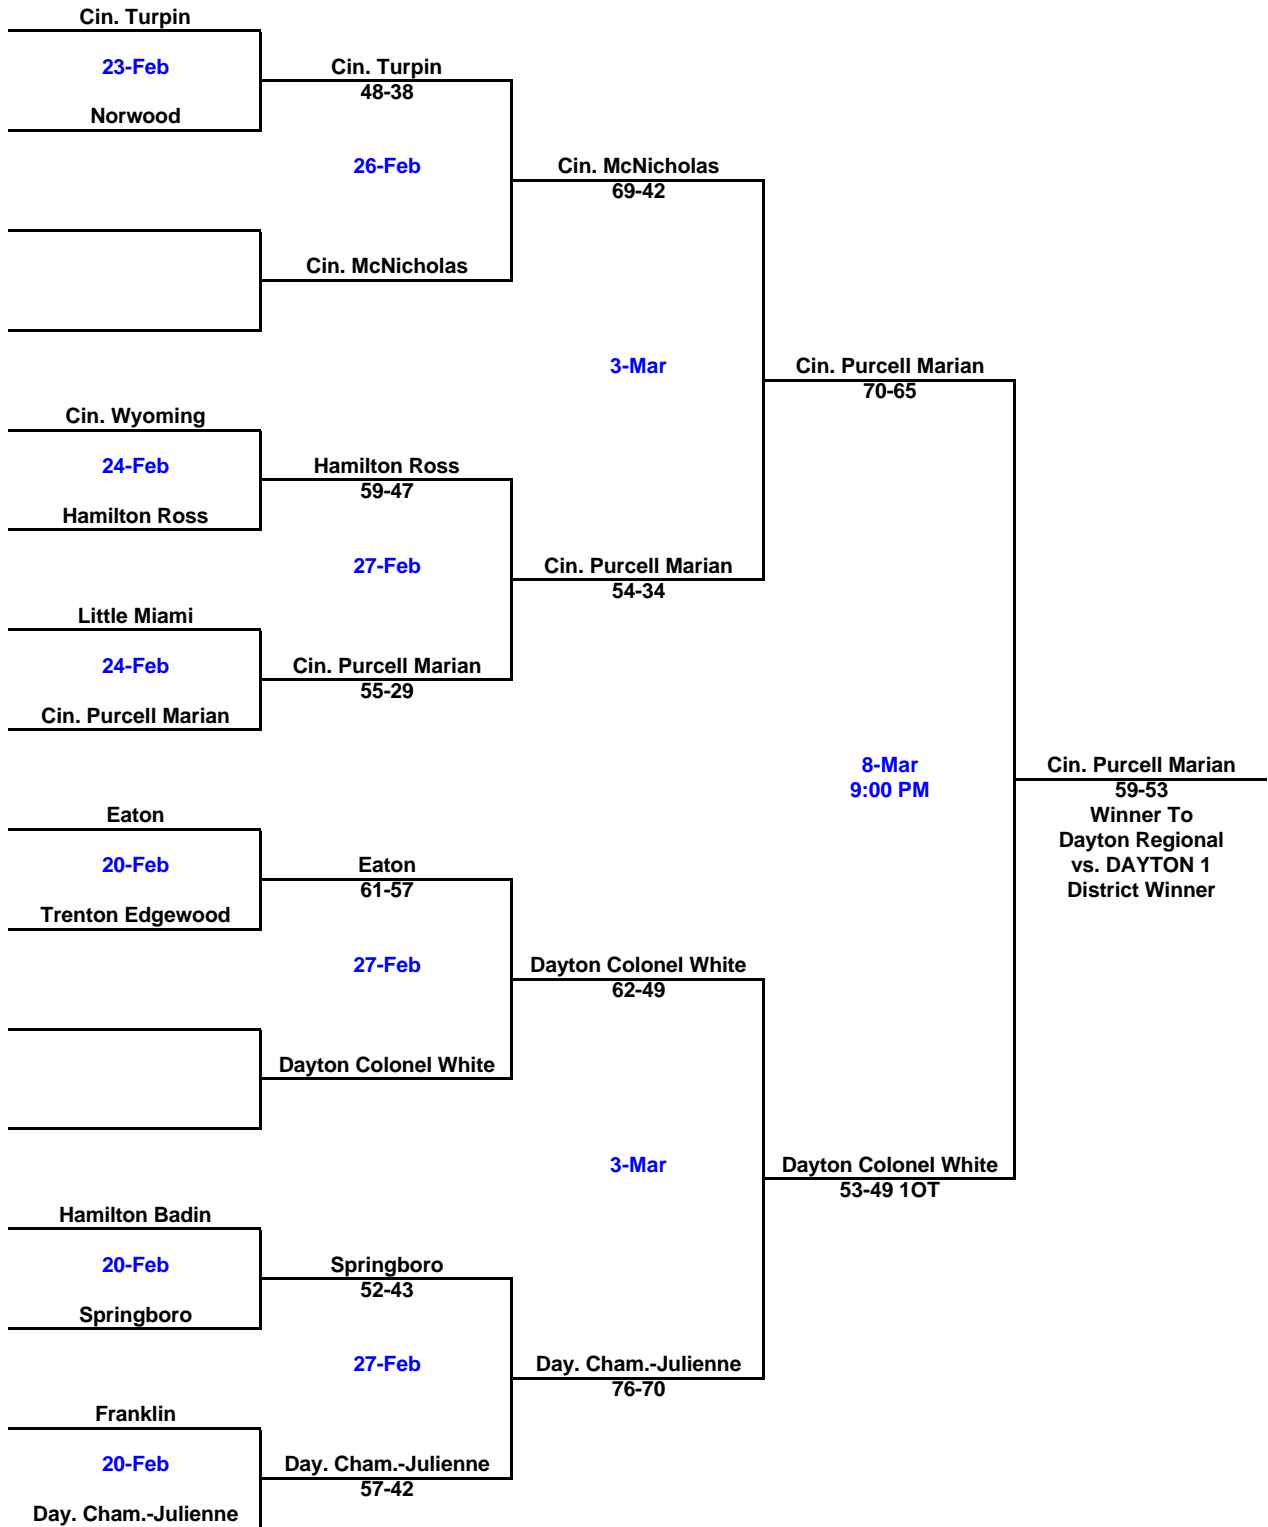 Cin. Turpin
23-Feb
Cin. Turpin
48-38
Norwood
26-Feb
Cin. McNicholas
69-42
Cin. McNicholas
3-Mar
Cin. Purcell Marian
70-65
Cin. Wyoming
24-Feb
Hamilton Ross
59-47
Hamilton Ross
27-Feb
Cin. Purcell Marian
54-34
Little Miami
24-Feb
Cin. Purcell Marian
55-29
Cin. Purcell Marian
8-Mar
9:00 PM
Cin. Purcell Marian
59-53
Winner To
Dayton Regional
vs. DAYTON 1
District Winner
Eaton
20-Feb
Eaton
61-57
Trenton Edgewood
27-Feb
Dayton Colonel White
62-49
Dayton Colonel White
3-Mar
Dayton Colonel White
53-49 1OT
Hamilton Badin
20-Feb
Springboro
52-43
Springboro
27-Feb
Day. Cham.-Julienne
76-70
Franklin
20-Feb
Day. Cham.-Julienne
57-42
Day. Cham.-Julienne